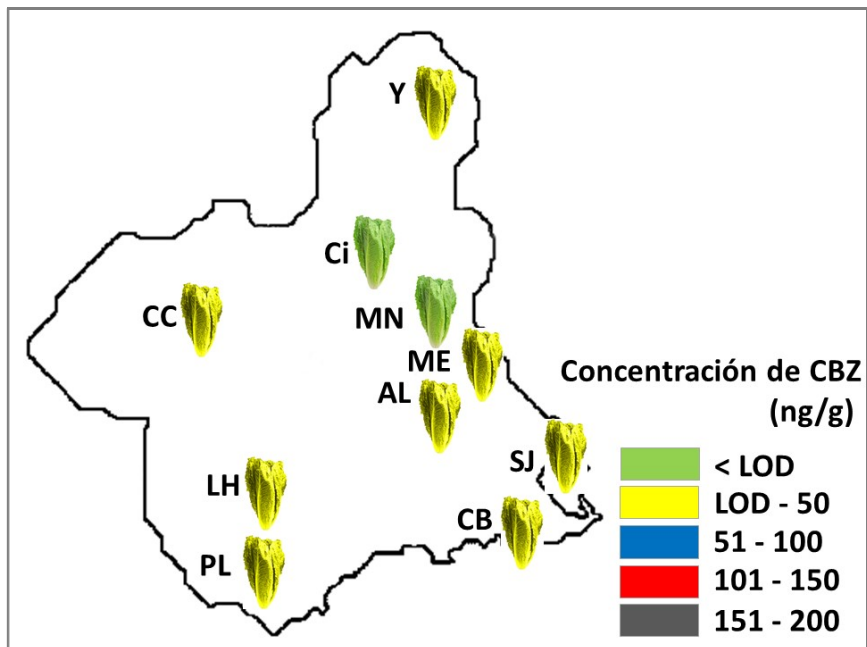 Y
Ci
CC
MN
ME
AL
Concentración de CBZ
(ng/g)
SJ
< LOD
LH
LOD - 50
CB
51 - 100
PL
101 - 150
151 - 200